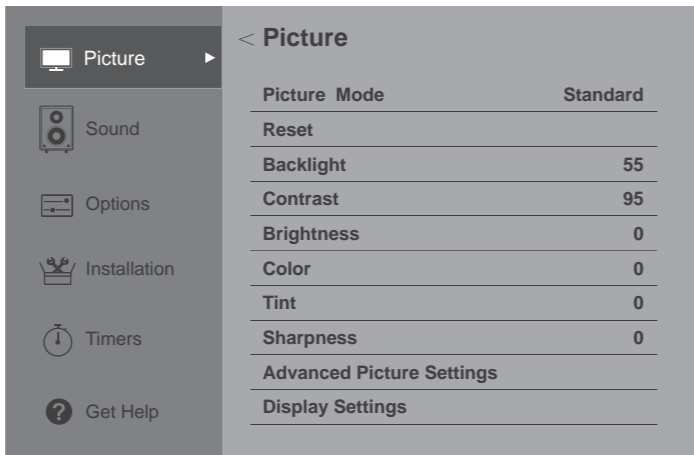 Picture
Sound
Options
Installation
Timers
Get Help
< Picture
Picture Mode Standard
Reset
Backlight 55
Contrast 95
Brightness 0
Color 0
Tint 0
Sharpness 0
Advanced Picture Settings
Display Settings